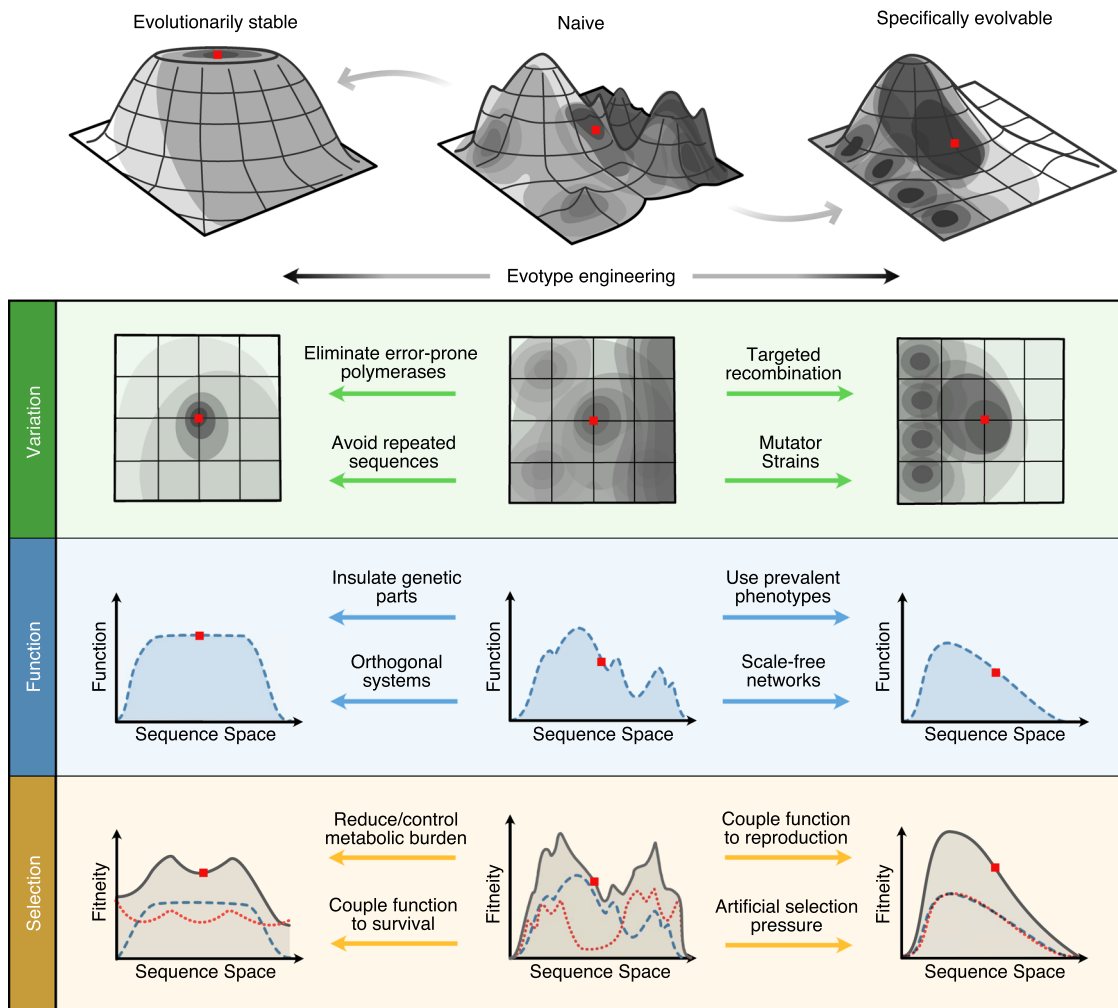 Evolutionarily stable
Naive
Specifically evolvable
Evotype engineering
Variation
Eliminate error-prone
polymerases
Avoid repeated
sequences
Targeted
recombination
Mutator
Strains
Function
Function
Sequence Space
Insulate genetic
parts
Orthogonal
systems
Function
Sequence Space
Use prevalent
phenotypes
Scale-free
networks
Function
Sequence Space
Selection
Fitneity
Sequence Space
Reduce/control
metabolic burden
Couple function
to survival
Fitneity
Sequence Space
Couple function
to reproduction
Artificial selection
pressure
Fitneity
Sequence Space